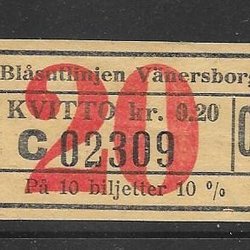 Blåsutlinjen Vänersborg
KVITTO kr. 0.20
20
C 02309
På 10 biljetter 10 %